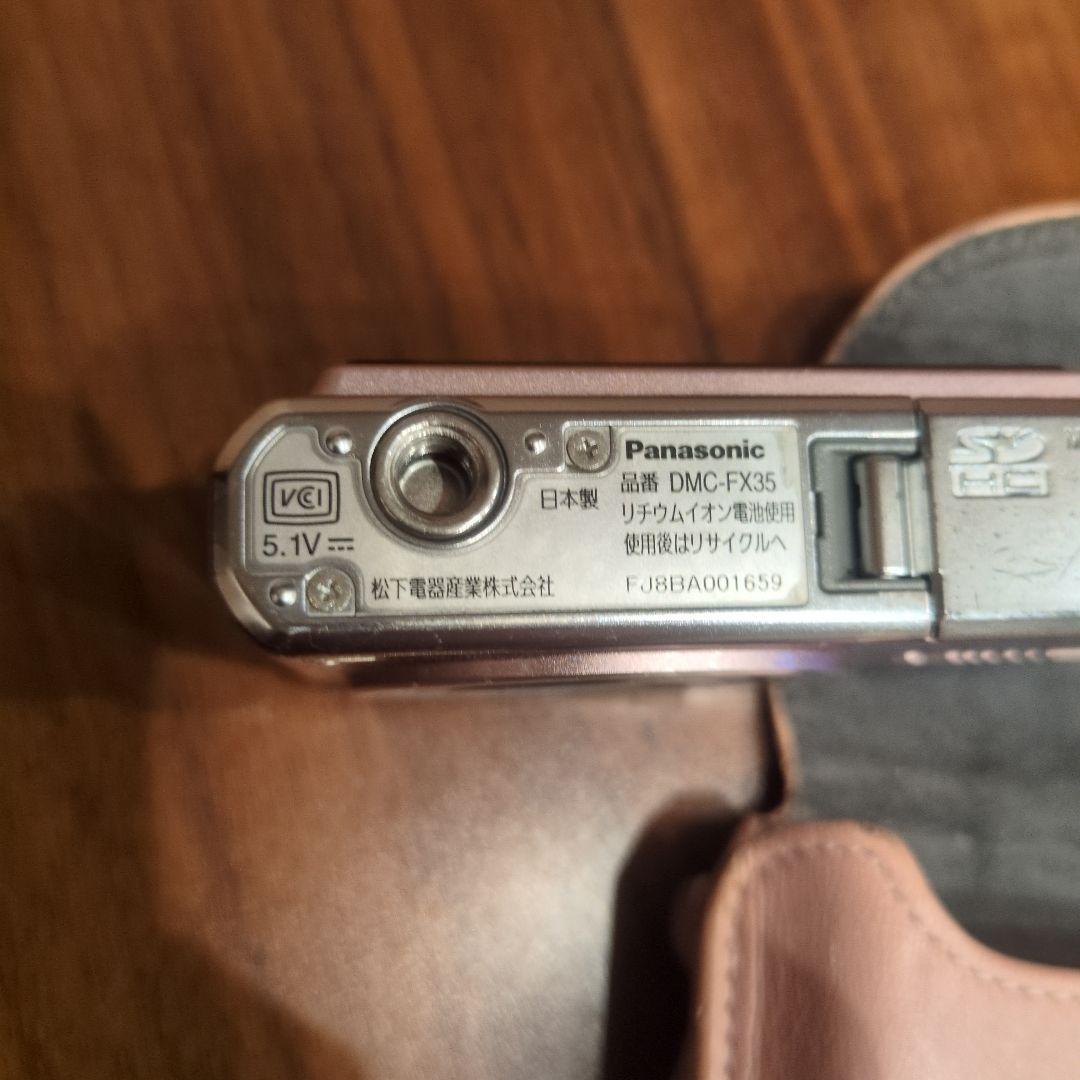 VCI
5.1V⎓
日本製
松下電器産業株式会社
Panasonic
品番 DMC-FX35
リチウムイオン電池使用
使用後はリサイクルへ
FJ8BA001659
SD
HC